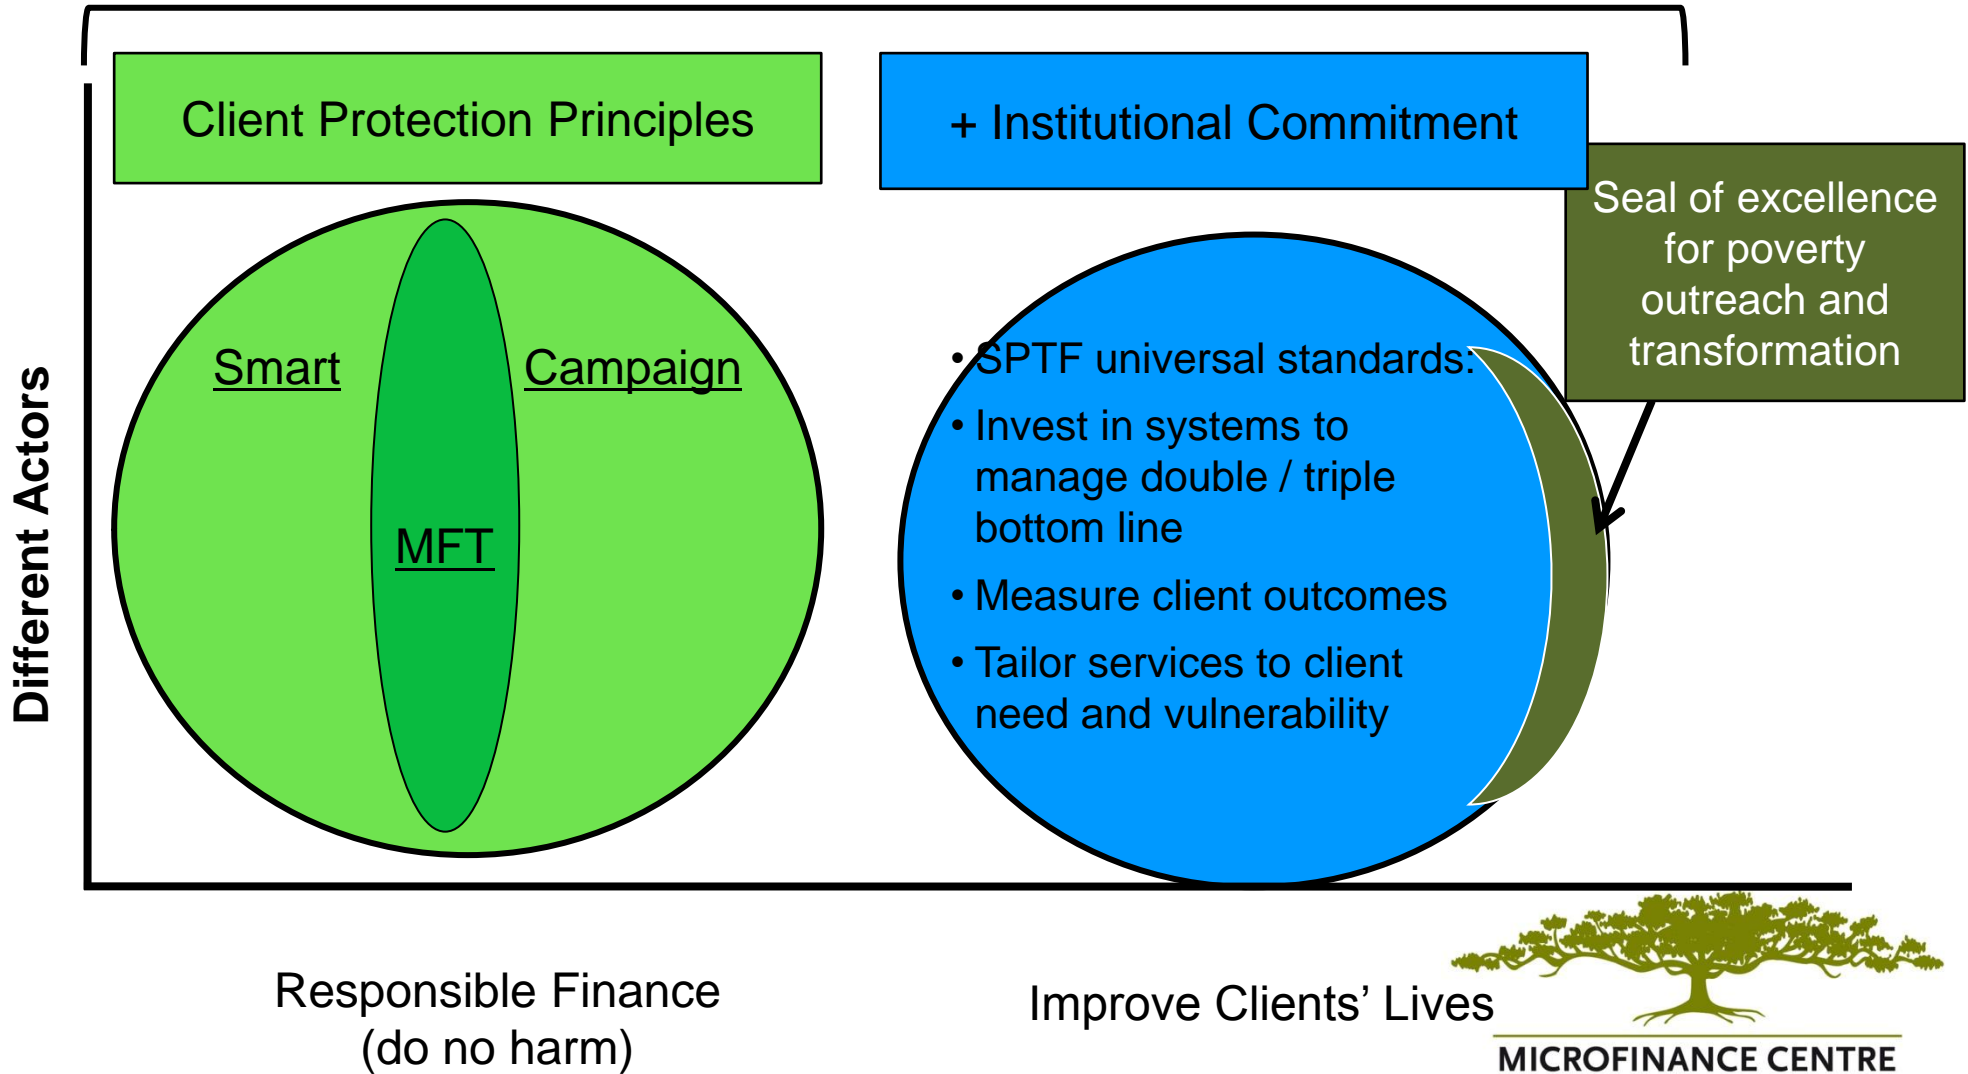 Client Protection Principles
+ Institutional Commitment
Seal of excellence
for poverty
outreach and
transformation
Different Actors
Smart
Campaign
MFT
• SPTF universal standards:
• Invest in systems to
manage double / triple
bottom line
• Measure client outcomes
• Tailor services to client
need and vulnerability
Responsible Finance
(do no harm)
Improve Clients’ Lives
MICROFINANCE CENTRE